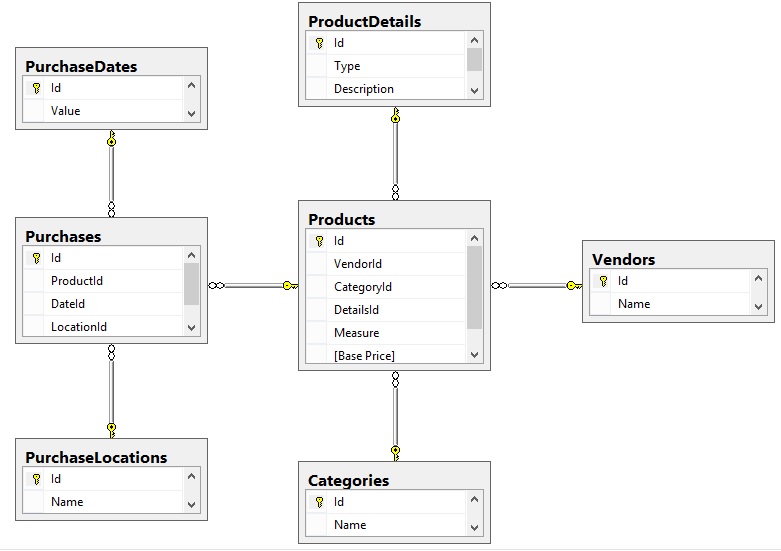 ProductDetails
Id
Type
Description
PurchaseDates
Id
Value
Purchases
Id
ProductId
DateId
LocationId
Products
Id
VendorId
CategoryId
DetailsId
Measure
[Base Price]
Vendors
Id
Name
PurchaseLocations
Id
Name
Categories
Id
Name